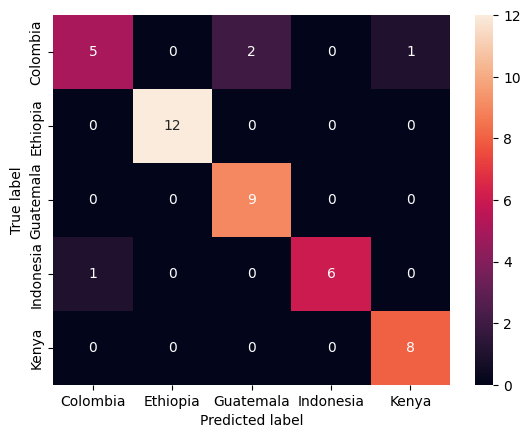 True label
Colombia 5 0 2 0 1
Ethiopia 0 12 0 0 0
Guatemala 0 0 9 0 0
Indonesia 1 0 0 6 0
Kenya 0 0 0 0 8
Colombia Ethiopia Guatemala Indonesia Kenya
Predicted label
12
10
8
6
4
2
0